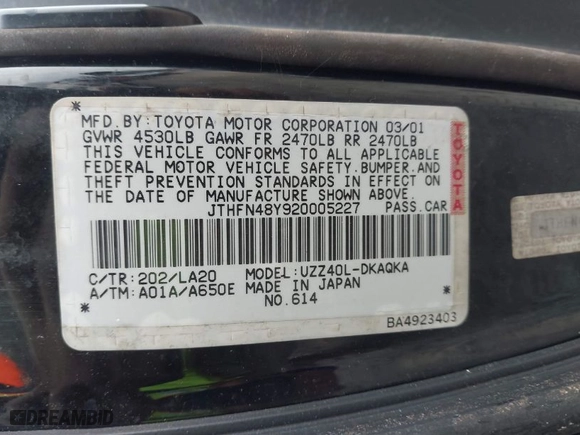 MFD.BY:TOYOTA MOTOR CORPORATION 03/01
GVWR 4530LB GAWR FR 2470LB RR 2470LB
THIS VEHICLE CONFORMS TO ALL APPLICABLE
FEDERAL MOTOR VEHICLE SAFETY,BUMPER,AND
THEFT PREVENTION STANDARDS IN EFFECT ON
THE DATE OF MANUFACTURE SHOWN ABOVE.
JTHFN48Y920005227 PASS.CAR
C/TR:202/LA20 MODEL:UZZ40L-DKAQKA
A/TM:A01A/A650E MADE IN JAPAN
NO.614
BA4923403
TOYOTA
DREAMBID